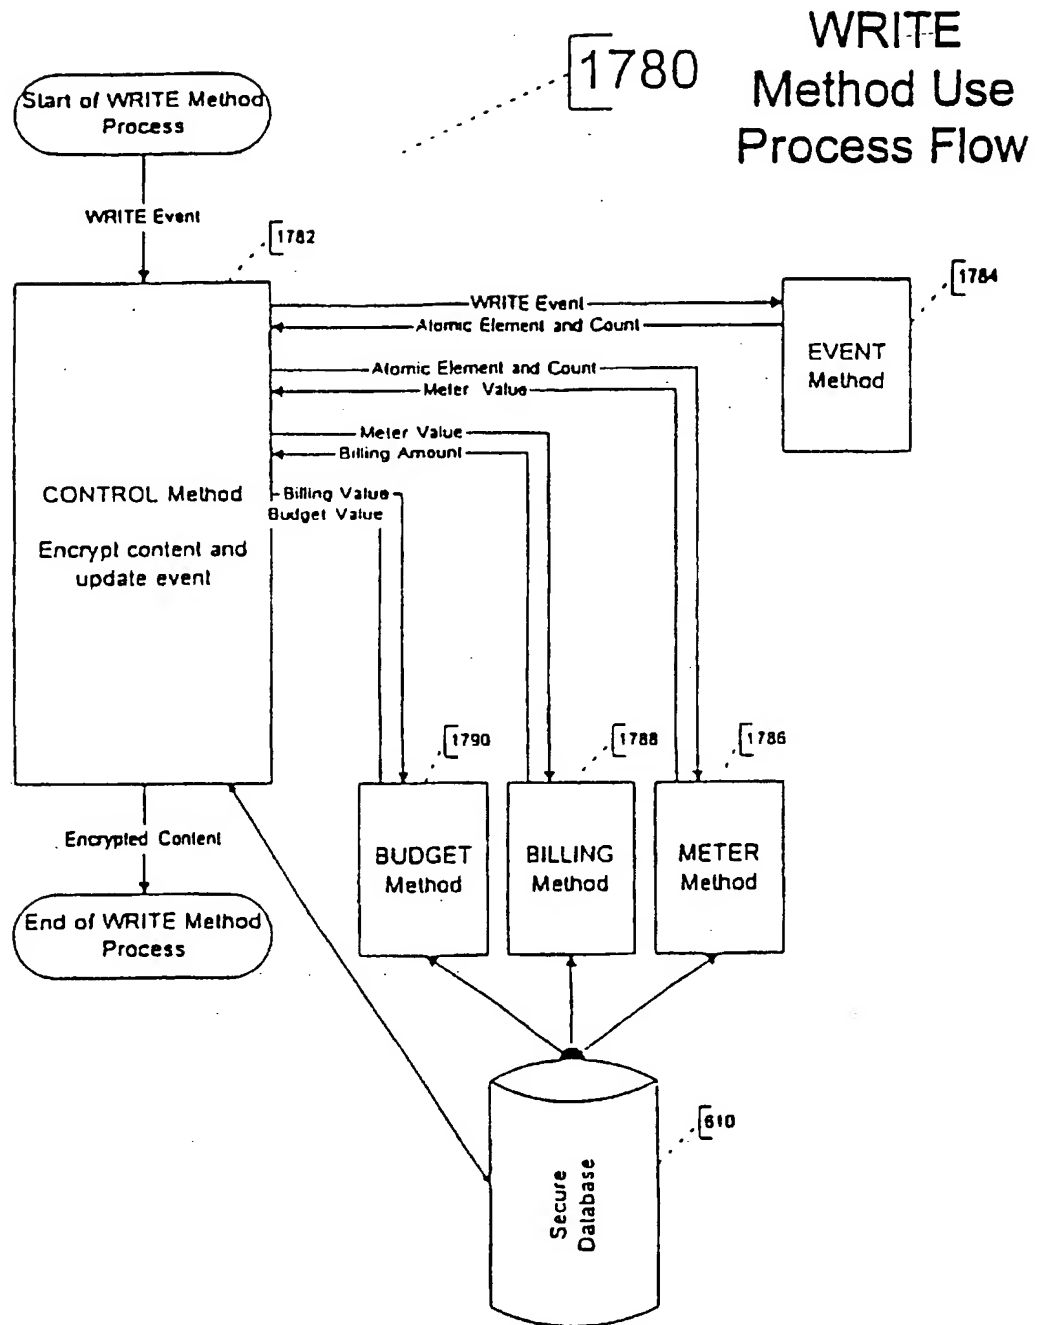 WRITE
Method Use
Process Flow
1780
Start of WRITE Method
Process
WRITE Event
1782
WRITE Event
Atomic Element and Count
1784
EVENT
Method
Atomic Element and Count
Meter Value
Meter Value
Billing Amount
Billing Value
Budget Value
CONTROL Method
Encrypt content and
update event
1790
1788
1786
BUDGET
Method
BILLING
Method
METER
Method
Encrypted Content
End of WRITE Method
Process
610
Secure
Database